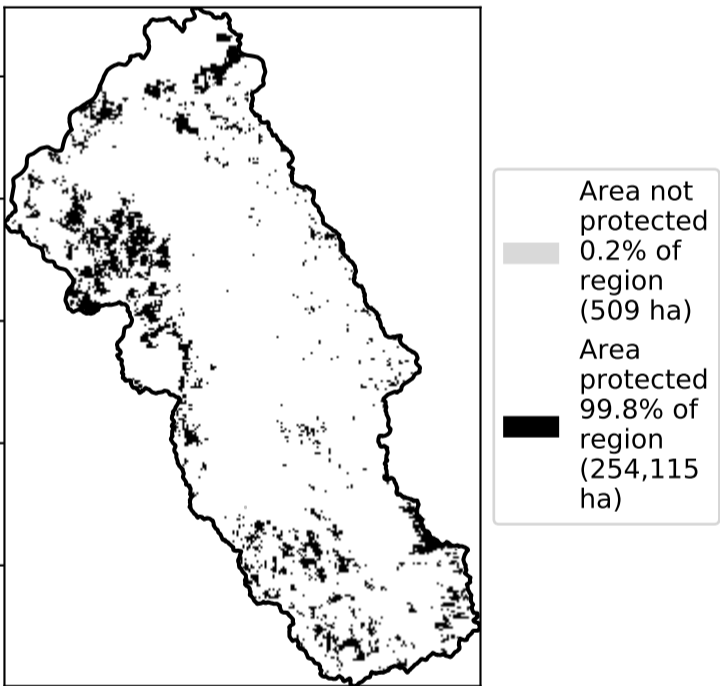 Area not
protected
0.2% of
region
(509 ha)
Area
protected
99.8% of
region
(254,115
ha)